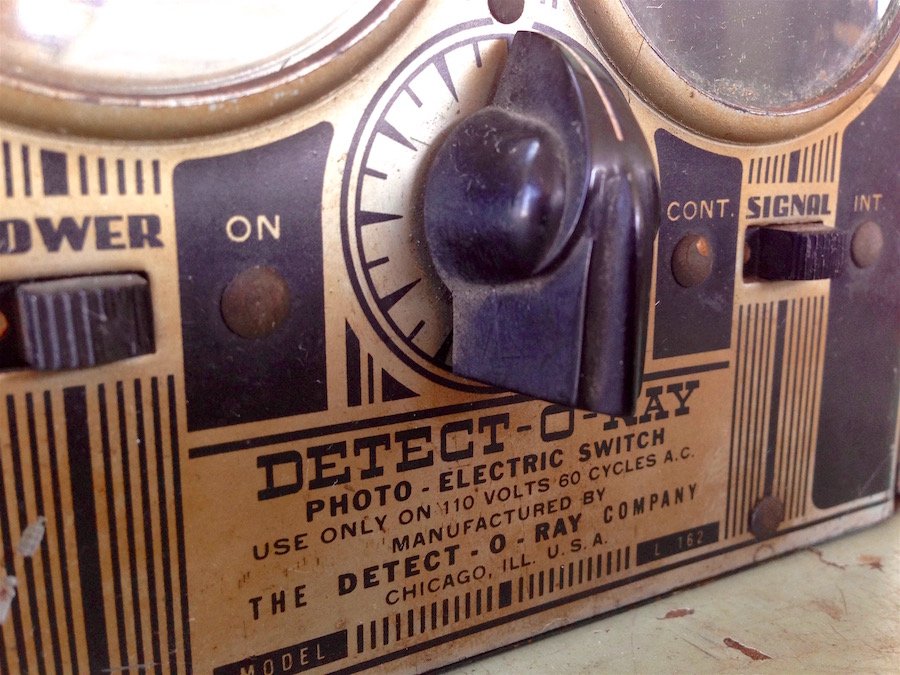 POWER
ON
CONT.
SIGNAL
INT.
DETECT-O-RAY
PHOTO-ELECTRIC SWITCH
USE ONLY ON 110 VOLTS 60 CYCLES A.C.
MANUFACTURED BY
THE DETECT-O-RAY COMPANY
CHICAGO, ILL. U.S.A.
MODEL
L 162